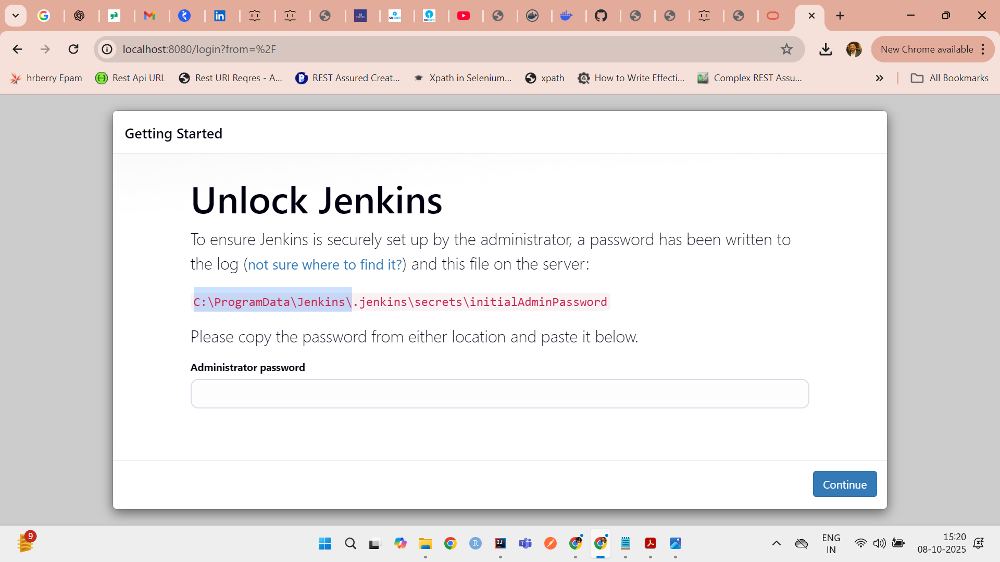 localhost:8080/login?from=%2F
New Chrome available
hrberry Epam
Rest Api URL
Rest URI Reqres - A...
REST Assured Creat...
Xpath in Selenium...
xpath
How to Write Effecti...
Complex REST Assu...
All Bookmarks
Getting Started
Unlock Jenkins
To ensure Jenkins is securely set up by the administrator, a password has been written to
the log (not sure where to find it?) and this file on the server:
C:\ProgramData\Jenkins\.jenkins\secrets\initialAdminPassword
Please copy the password from either location and paste it below.
Administrator password
Continue
9
ENG
IN
15:20
08-10-2025